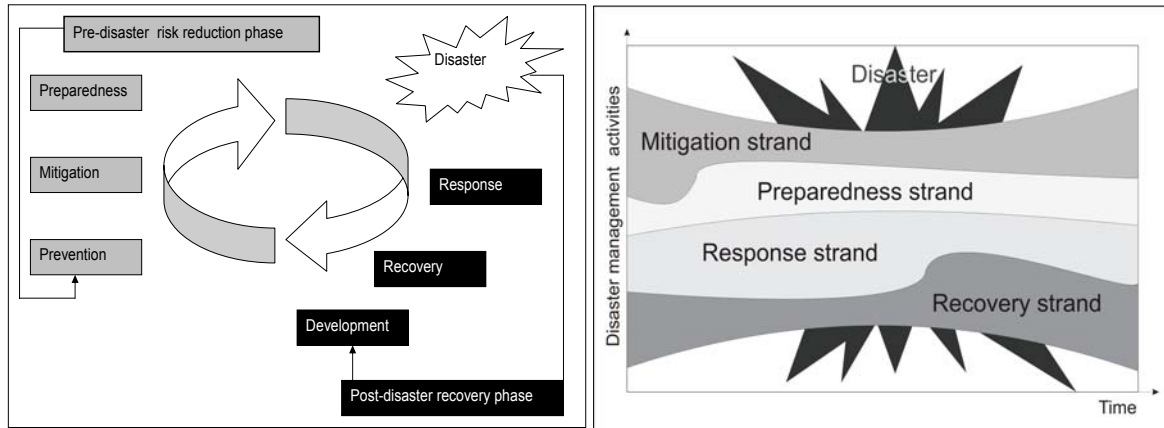 Pre-disaster risk reduction phase
Disaster
Preparedness
Mitigation
Response
Prevention
Recovery
Development
Post-disaster recovery phase
Disaster management activities
Disaster
Mitigation strand
Preparedness strand
Response strand
Recovery strand
Time